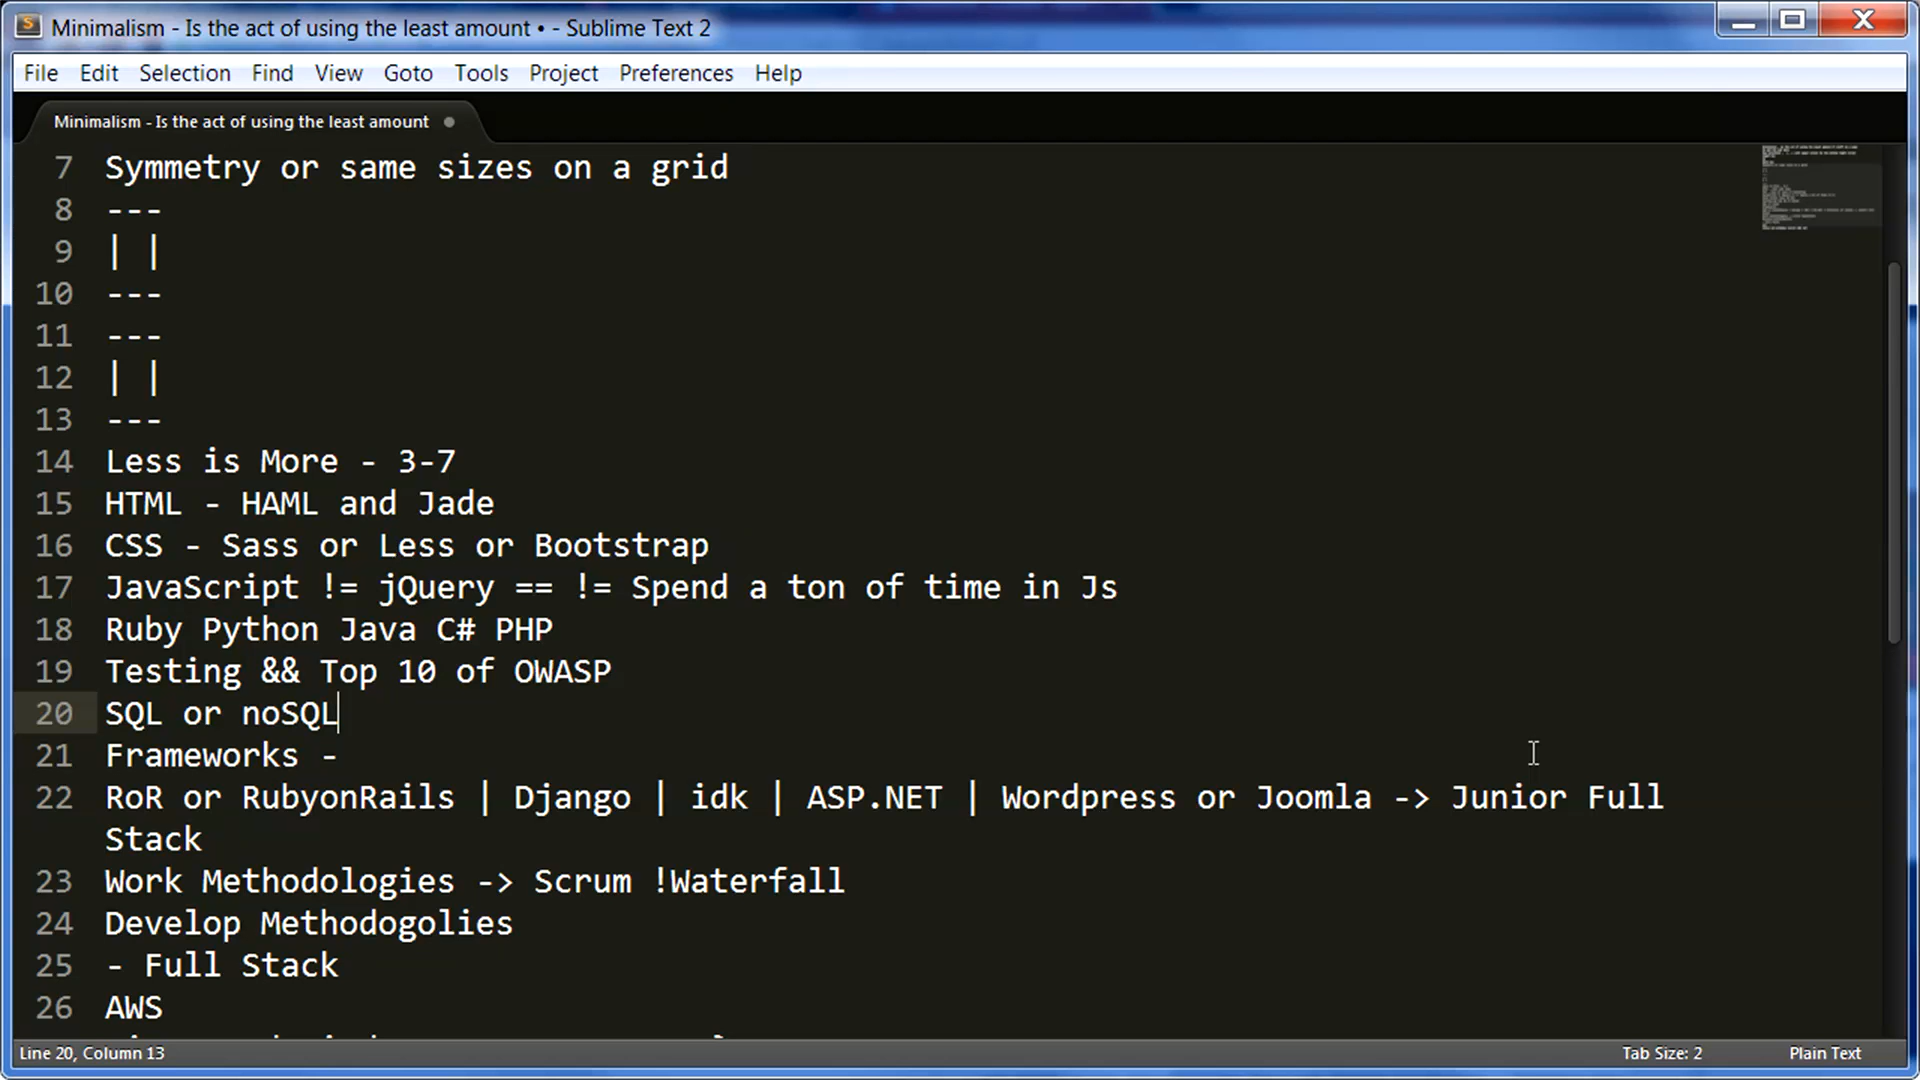 Minimalism - Is the act of using the least amount • - Sublime Text 2
File Edit Selection Find View Goto Tools Project Preferences Help
Minimalism - Is the act of using the least amount
7 Symmetry or same sizes on a grid
8 ---
9 | |
10 ---
11 ---
12 | |
13 ---
14 Less is More - 3-7
15 HTML - HAML and Jade
16 CSS - Sass or Less or Bootstrap
17 JavaScript != jQuery == != Spend a ton of time in Js
18 Ruby Python Java C# PHP
19 Testing && Top 10 of OWASP
20 SQL or noSQL
21 Frameworks -
22 RoR or RubyonRails | Django | idk | ASP.NET | Wordpress or Joomla -> Junior Full
Stack
23 Work Methodologies -> Scrum !Waterfall
24 Develop Methodogolies
25 - Full Stack
26 AWS
Line 20, Column 13
Tab Size: 2
Plain Text